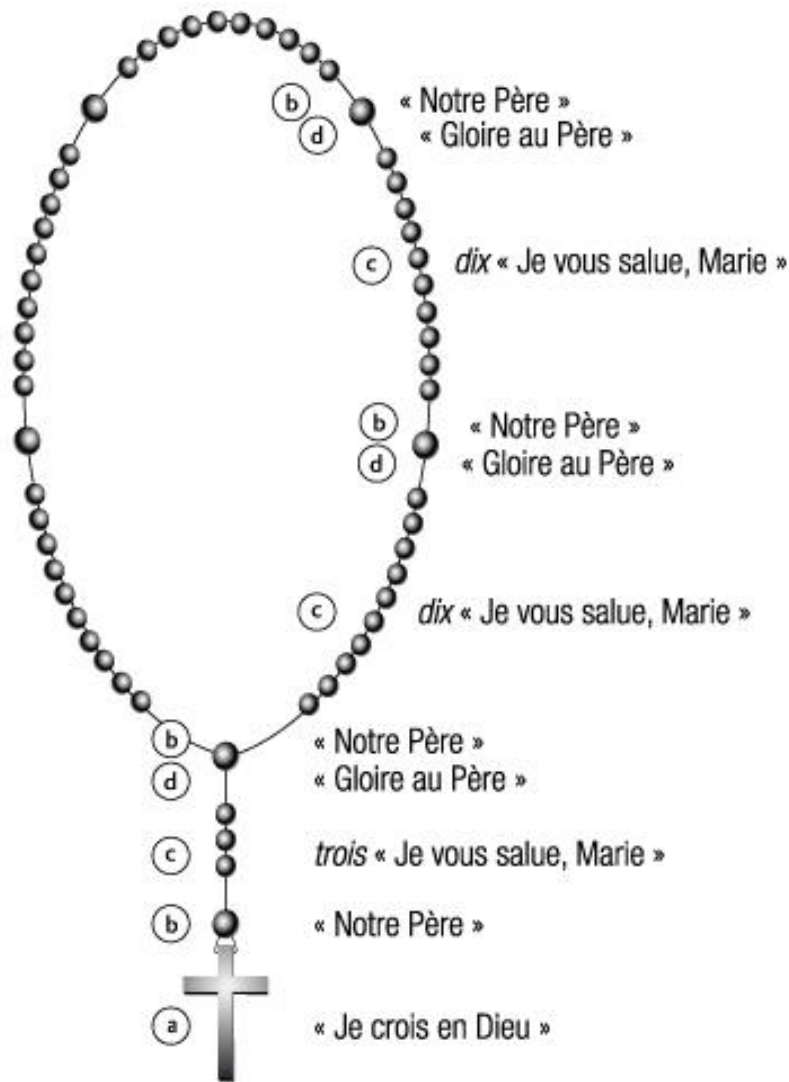 b « Notre Père »
d « Gloire au Père »
c dix « Je vous salue, Marie »
b « Notre Père »
d « Gloire au Père »
c dix « Je vous salue, Marie »
b « Notre Père »
d « Gloire au Père »
c trois « Je vous salue, Marie »
b « Notre Père »
a « Je crois en Dieu »